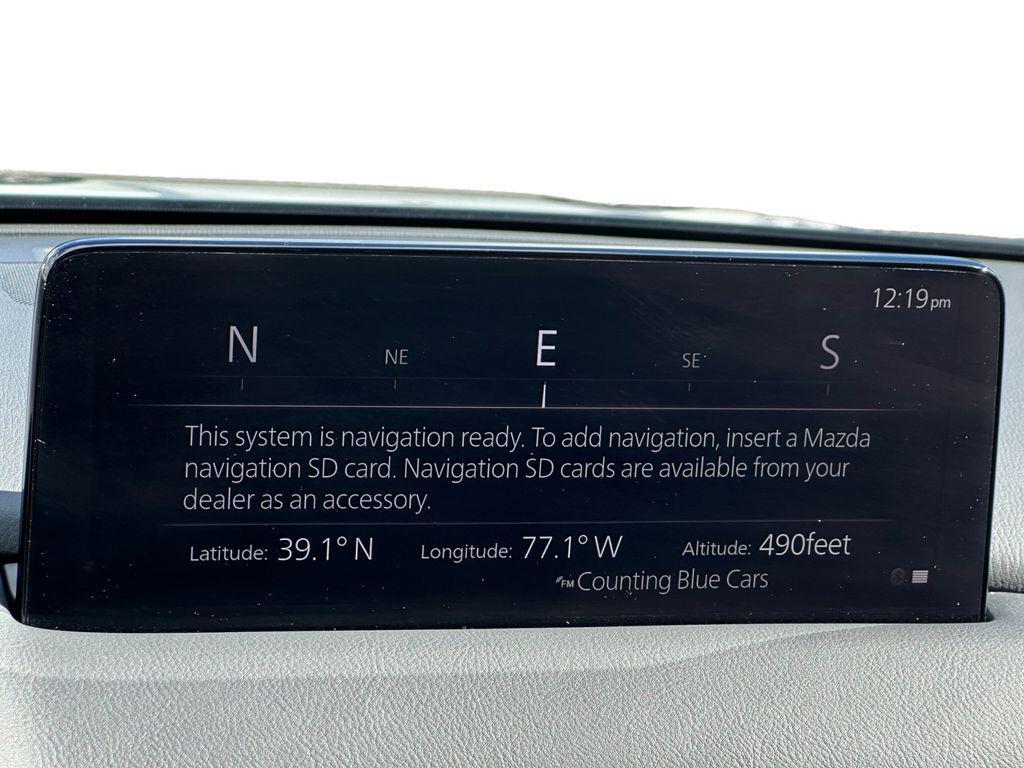 12:19pm
N NE E SE S
This system is navigation ready. To add navigation, insert a Mazda
navigation SD card. Navigation SD cards are available from your
dealer as an accessory.
Latitude: 39.1° N Longitude: 77.1° W Altitude: 490feet
FM Counting Blue Cars